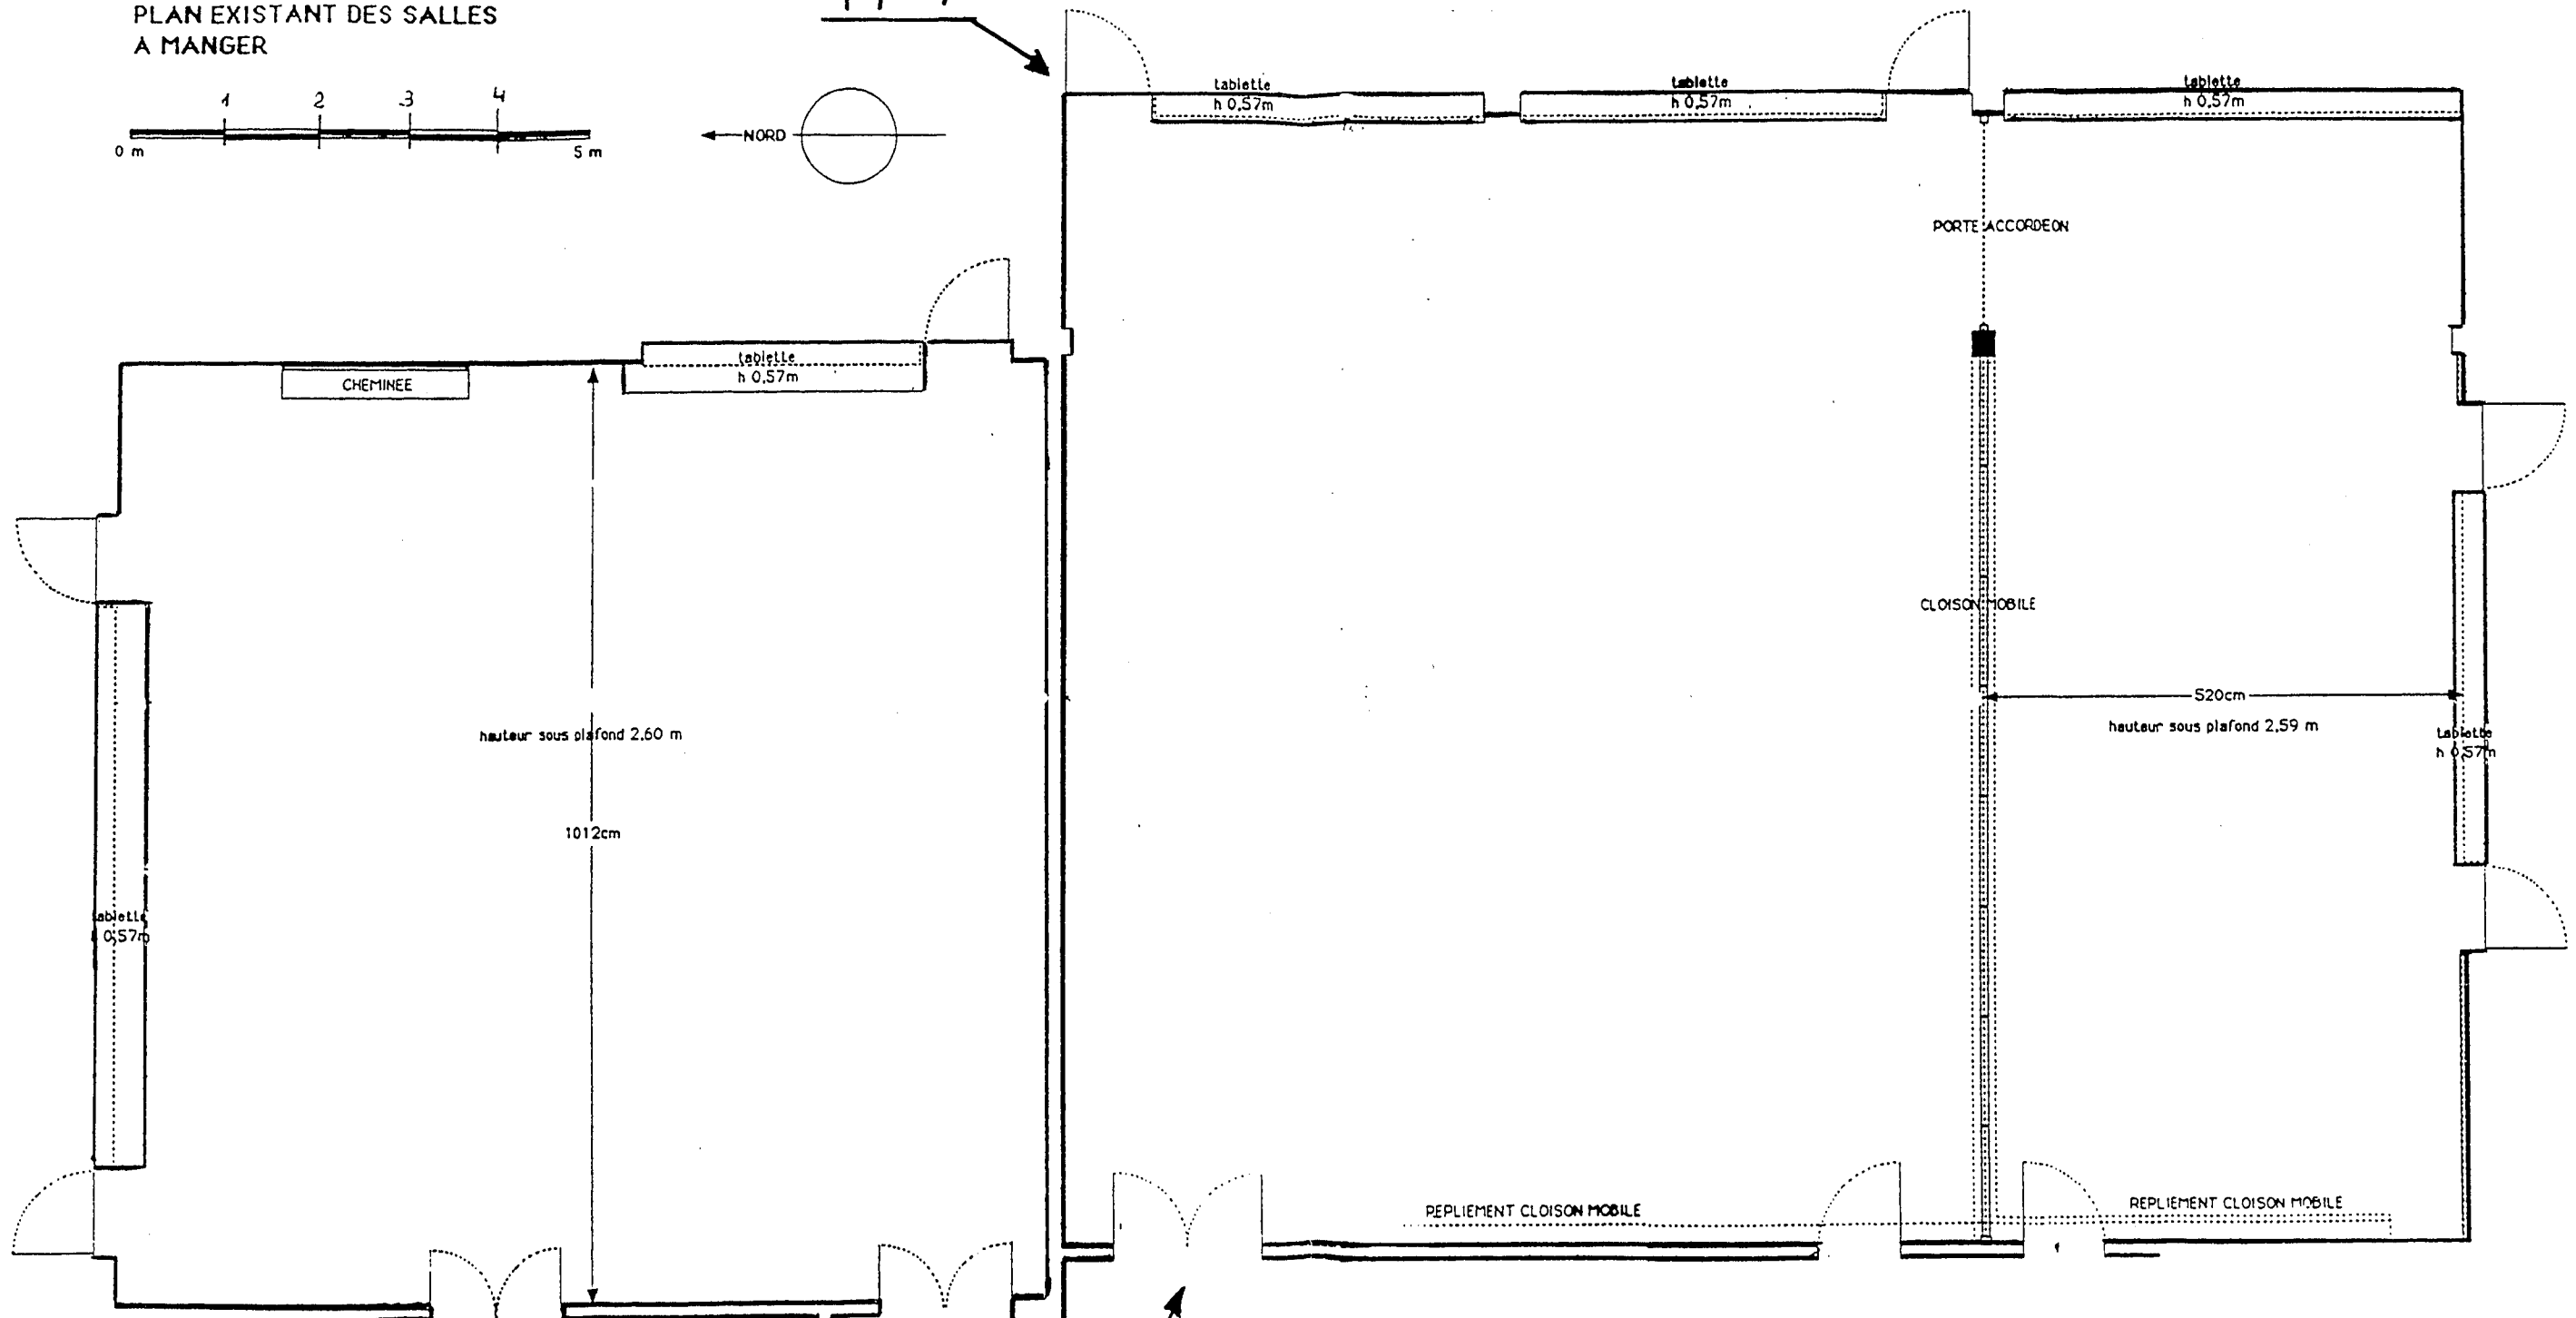 PLAN EXISTANT DES SALLES
A MANGER
1 2 3 4
0 m 5 m
NORD
tablette
h 0,57m
tablette
h 0,57m
tablette
h 0,57m
PORTE ACCORDEON
tablette
h 0,57m
CHEMINEE
CLOISON MOBILE
520cm
hauteur sous plafond 2,59 m
tablette
h 0,57m
hauteur sous plafond 2,60 m
1012cm
tablette
0,57m
REPLIEMENT CLOISON MOBILE
REPLIEMENT CLOISON MOBILE